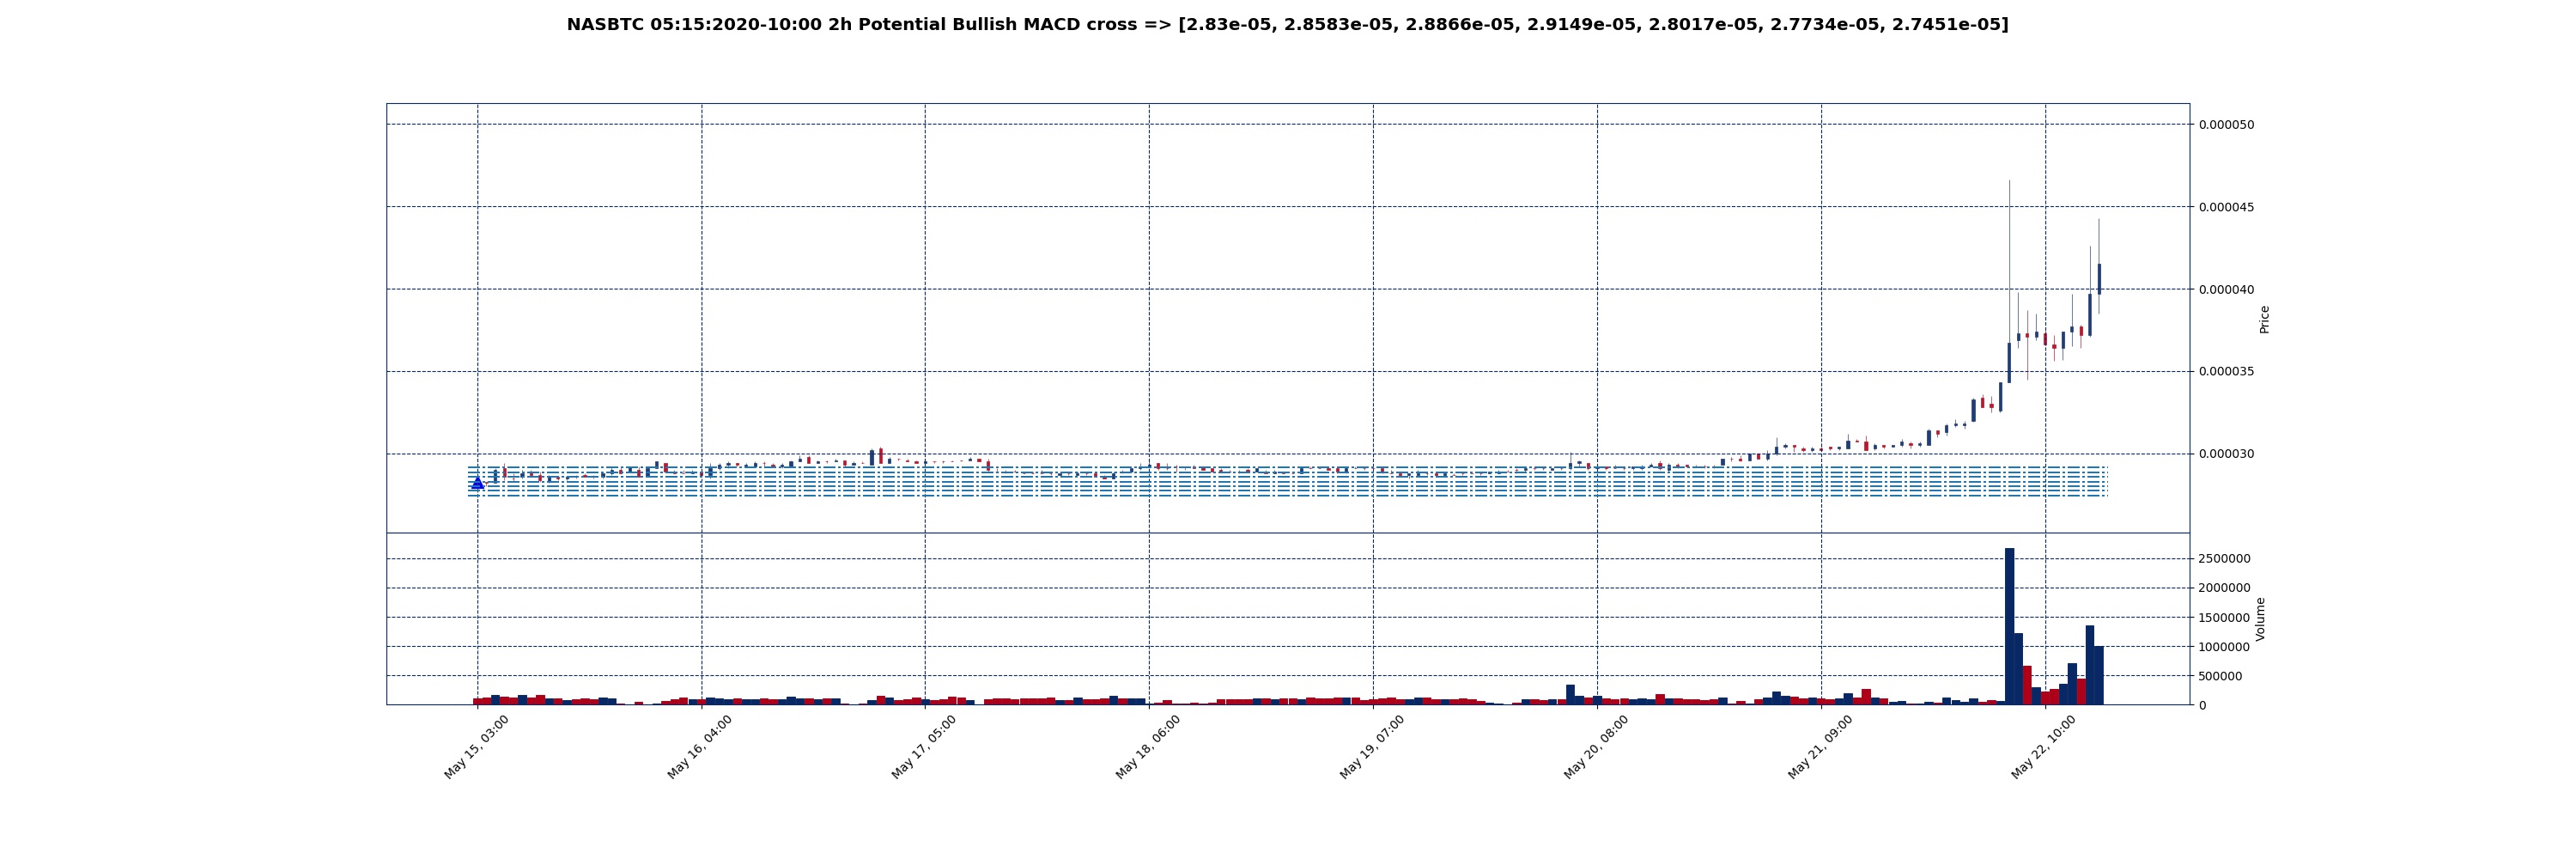 NASBTC 05:15:2020-10:00 2h Potential Bullish MACD cross => [2.83e-05, 2.8583e-05, 2.8866e-05, 2.9149e-05, 2.8017e-05, 2.7734e-05, 2.7451e-05]
0.000050
0.000045
0.000040
Price
0.000035
0.000030
2500000
2000000
1500000
Volume
1000000
500000
0
May 15, 03:00
May 16, 04:00
May 17, 05:00
May 18, 06:00
May 19, 07:00
May 20, 08:00
May 21, 09:00
May 22, 10:00